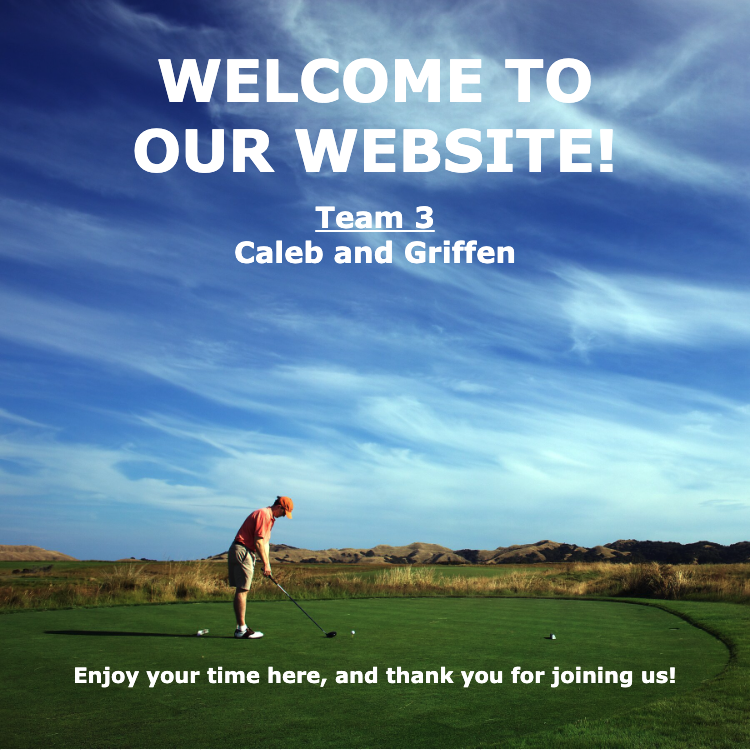 WELCOME TO
OUR WEBSITE!
Team 3
Caleb and Griffen
Enjoy your time here, and thank you for joining us!